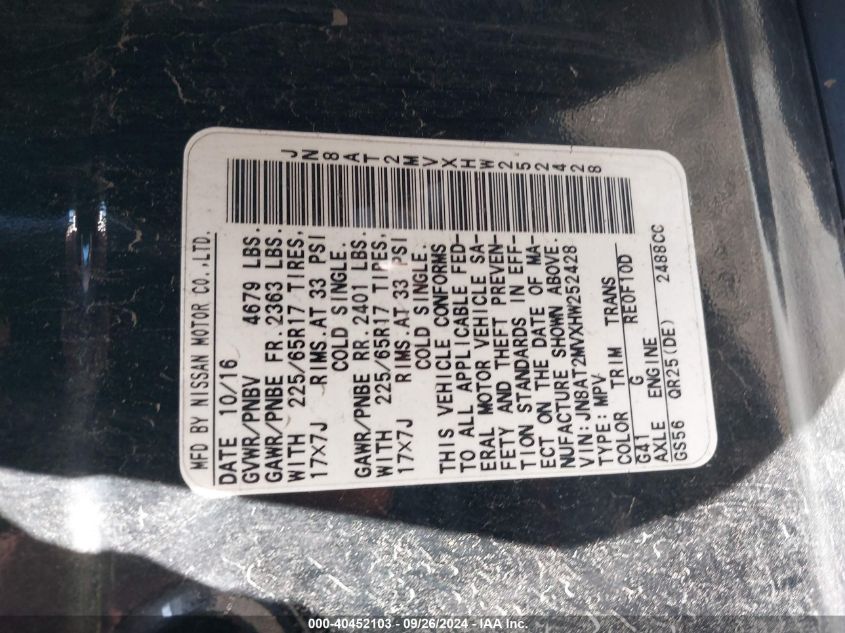 MFD BY NISSAN MOTOR CO.,LTD.
DATE 10/16
GVWR/PNBV 4679 LBS.
GAWR/PNBE FR. 2363 LBS.
WITH 225/65R17 TIRES,
17X7J RIMS.AT 33 PSI
COLD SINGLE.
GAWR/PNBE RR. 2401 LBS.
WITH 225/65R17 TIRES,
17X7J RIMS.AT 33 PSI
COLD SINGLE.
THIS VEHICLE CONFORMS
TO ALL APPLICABLE FED-
ERAL MOTOR VEHICLE SA-
FETY AND THEFT PREVEN-
TION STANDARDS IN EFF-
ECT ON THE DATE OF MA-
NUFACTURE SHOWN ABOVE.
VIN:JN8AT2MVXHW252428
TYPE:MPV
COLOR TRIM TRANS
G41 G RE0F10D
AXLE ENGINE
GS56 QR25(DE) 2488CC
JN8AT2MVXHW252428
000-40452103 - 09/26/2024 - IAA Inc.